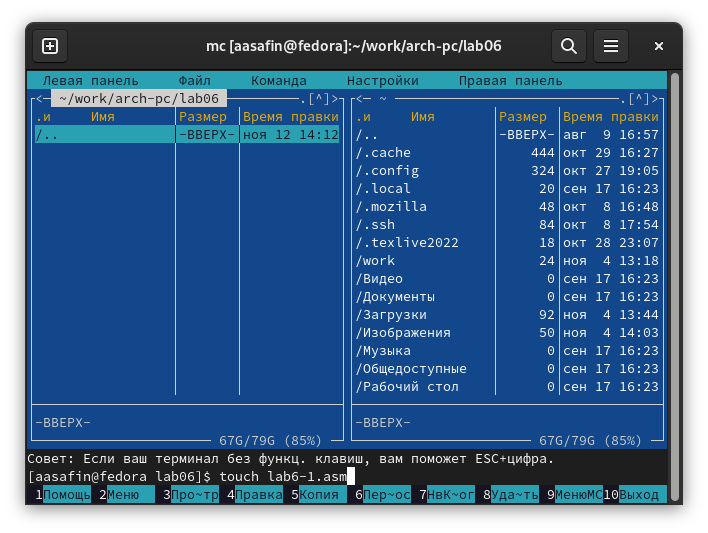 mc [aasafin@fedora]:~/work/arch-pc/lab06
Левая панель Файл Команда Настройки Правая панель
<— ~/work/arch-pc/lab06 .[^]> <— ~ .[^]>
.и Имя Размер Время правки .и Имя Размер Время правки
/.. -ВВЕРХ- ноя 12 14:12 /.. -ВВЕРХ- авг 9 16:57
/.cache 444 окт 29 16:27
/.config 324 окт 27 19:05
/.local 20 сен 17 16:23
/.mozilla 48 окт 8 16:48
/.ssh 84 окт 8 17:54
/.texlive2022 18 окт 28 23:07
/work 24 ноя 4 13:18
/Видео 0 сен 17 16:23
/Документы 0 сен 17 16:23
/Загрузки 92 ноя 4 13:44
/Изображения 50 ноя 4 14:03
/Музыка 0 сен 17 16:23
/Общедоступные 0 сен 17 16:23
/Рабочий стол 0 сен 17 16:23
-ВВЕРХ- -ВВЕРХ-
67G/79G (85%) 67G/79G (85%)
Совет: Если ваш терминал без функц. клавиш, вам поможет ESC+цифра.
[aasafin@fedora lab06]$ touch lab6-1.asm
1Помощь 2Меню 3Про~тр 4Правка 5Копия 6Пер~ос 7НвК~ог 8Уда~ть 9МенюMC 10Выход